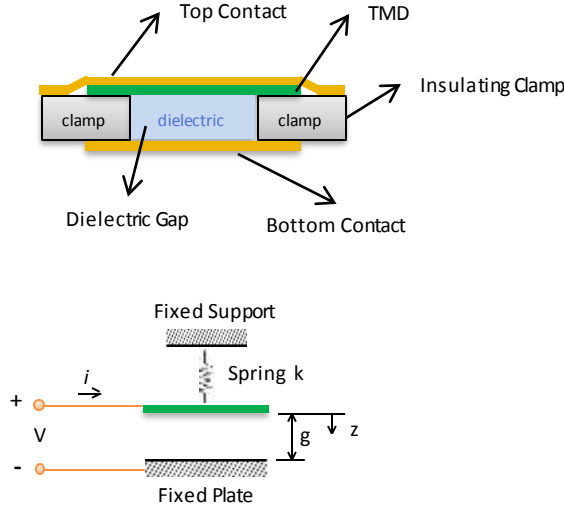 Top Contact
TMD
Insulating Clamp
clamp
dielectric
clamp
Dielectric Gap
Bottom Contact
Fixed Support
Spring k
i
+
g
z
V
-
Fixed Plate